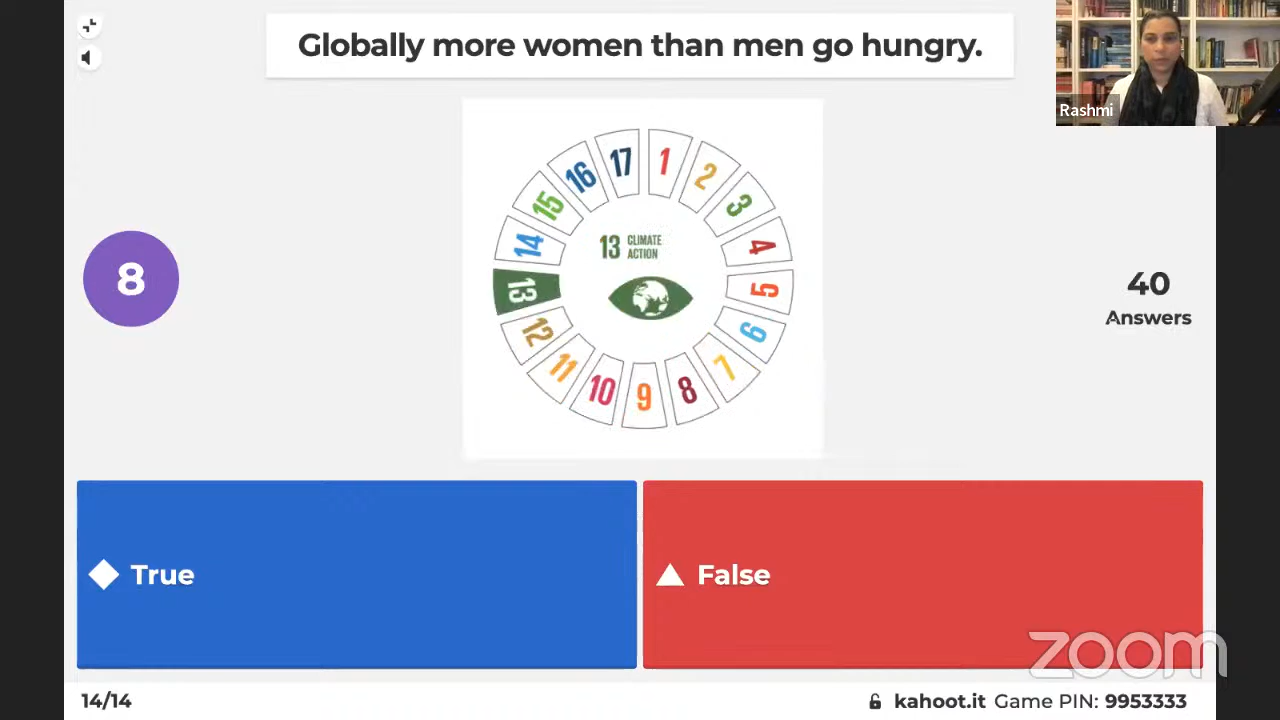 Globally more women than men go hungry.
Rashmi
17
1
16
2
15
3
14
13 CLIMATE
ACTION
4
8
13
5
40
Answers
12
6
11
7
10
9
8
True
False
zoom
14/14
kahoot.it Game PIN: 9953333